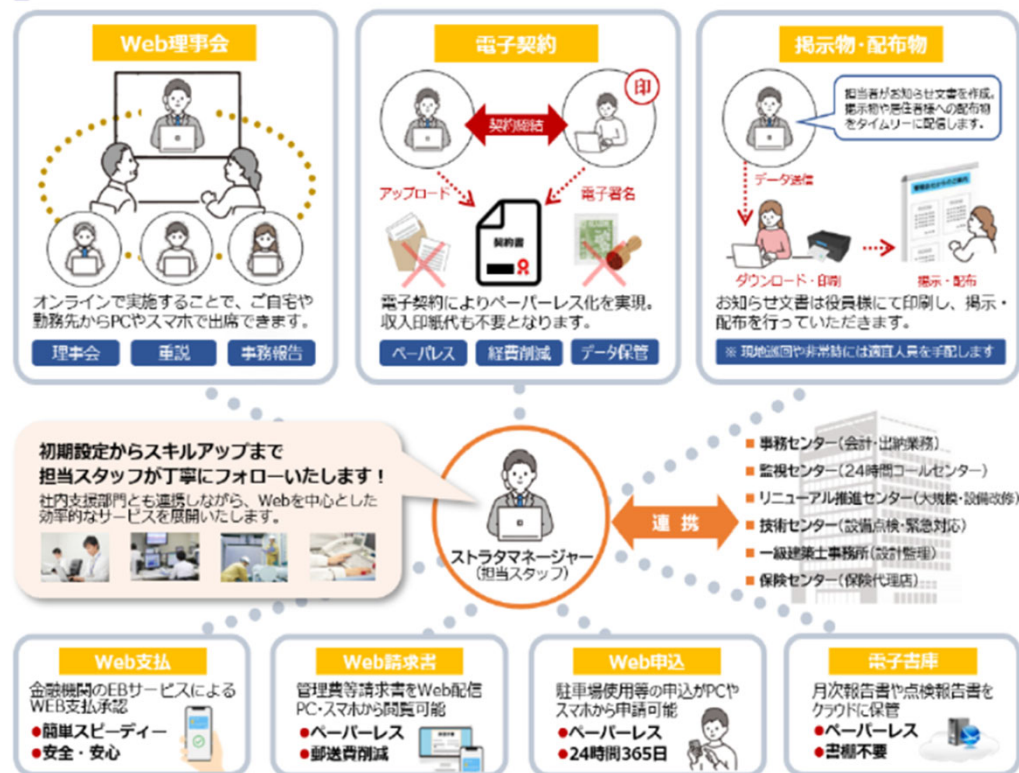 Web理事会
オンラインで実施することで、ご自宅や
勤務先からPCやスマホで出席できます。
理事会
重説
事務報告
電子契約
印
契約締結
アップロード
電子署名
契約書
電子契約によりペーパーレス化を実現。
収入印紙代も不要となります。
ペーパレス
経費削減
データ保管
掲示物・配布物
担当者がお知らせ文書を作成。
掲示物や居住者様への配布物
をタイムリーに配信します。
データ送信
ダウンロード・印刷
掲示・配布
お知らせ文書は役員様にて印刷し、掲示・
配布を行っていただきます。
※ 現地巡回や非常時には適宜人員を手配します
初期設定からスキルアップまで
担当スタッフが丁寧にフォローいたします！
社内支援部門とも連携しながら、Webを中心とした
効率的なサービスを展開いたします。
ストラタマネージャー
(担当スタッフ)
連携
■ 事務センター(会計・出納業務)
■ 監視センター(24時間コールセンター)
■ リニューアル推進センター(大規模・設備改修)
■ 技術センター(設備点検・緊急対応)
■ 一級建築士事務所(設計管理)
■ 保険センター(保険代理店)
Web支払
金融機関のEBサービスによる
WEB支払承認
●簡単スピーディー
●安全・安心
Web請求書
管理費等請求書をWeb配信
PC・スマホから閲覧可能
●ペーパーレス
●郵送費削減
Web申込
駐車場使用等の申込がPCや
スマホから申請可能
●ペーパーレス
●24時間365日
電子書庫
月次報告書や点検報告書を
クラウドに保管
●ペーパーレス
●書棚不要